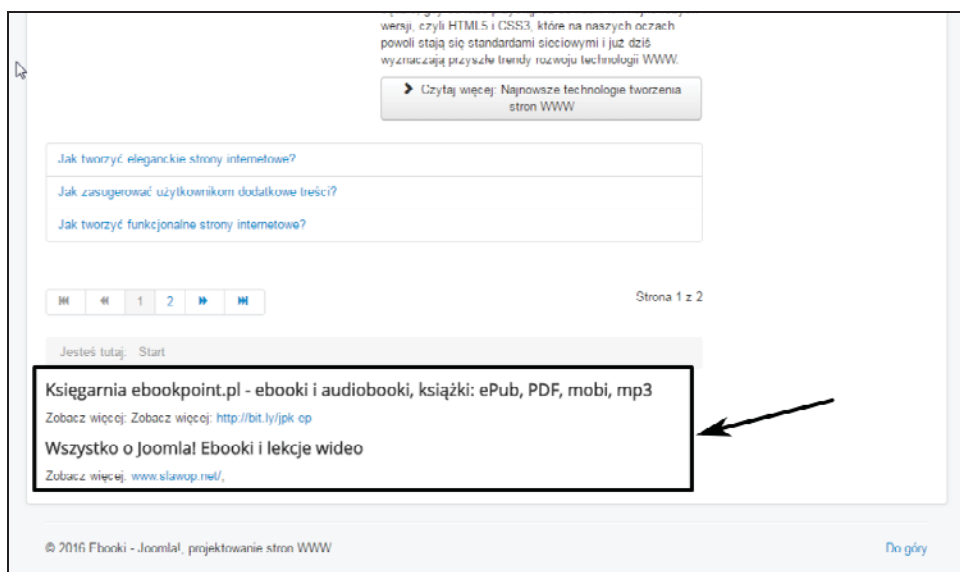 wersji, czyli HTML5 i CSS3, które na naszych oczach
powoli stają się standardami sieciowymi i już dziś
wyznaczają przyszłe trendy rozwoju technologii WWW.
Czytaj więcej: Najnowsze technologie tworzenia
stron WWW
Jak tworzyć eleganckie strony internetowe?
Jak zasugerować użytkownikom dodatkowe treści?
Jak tworzyć funkcjonalne strony internetowe?
1 2
Strona 1 z 2
Jesteś tutaj: Start
Księgarnia ebookpoint.pl - ebooki i audiobooki, książki: ePub, PDF, mobi, mp3
Zobacz więcej: Zobacz więcej: http://bit.ly/jpk-ep
Wszystko o Joomla! Ebooki i lekcje wideo
Zobacz więcej: www.slawop.net/,
© 2016 Ebooki - Joomla!, projektowanie stron WWW
Do góry